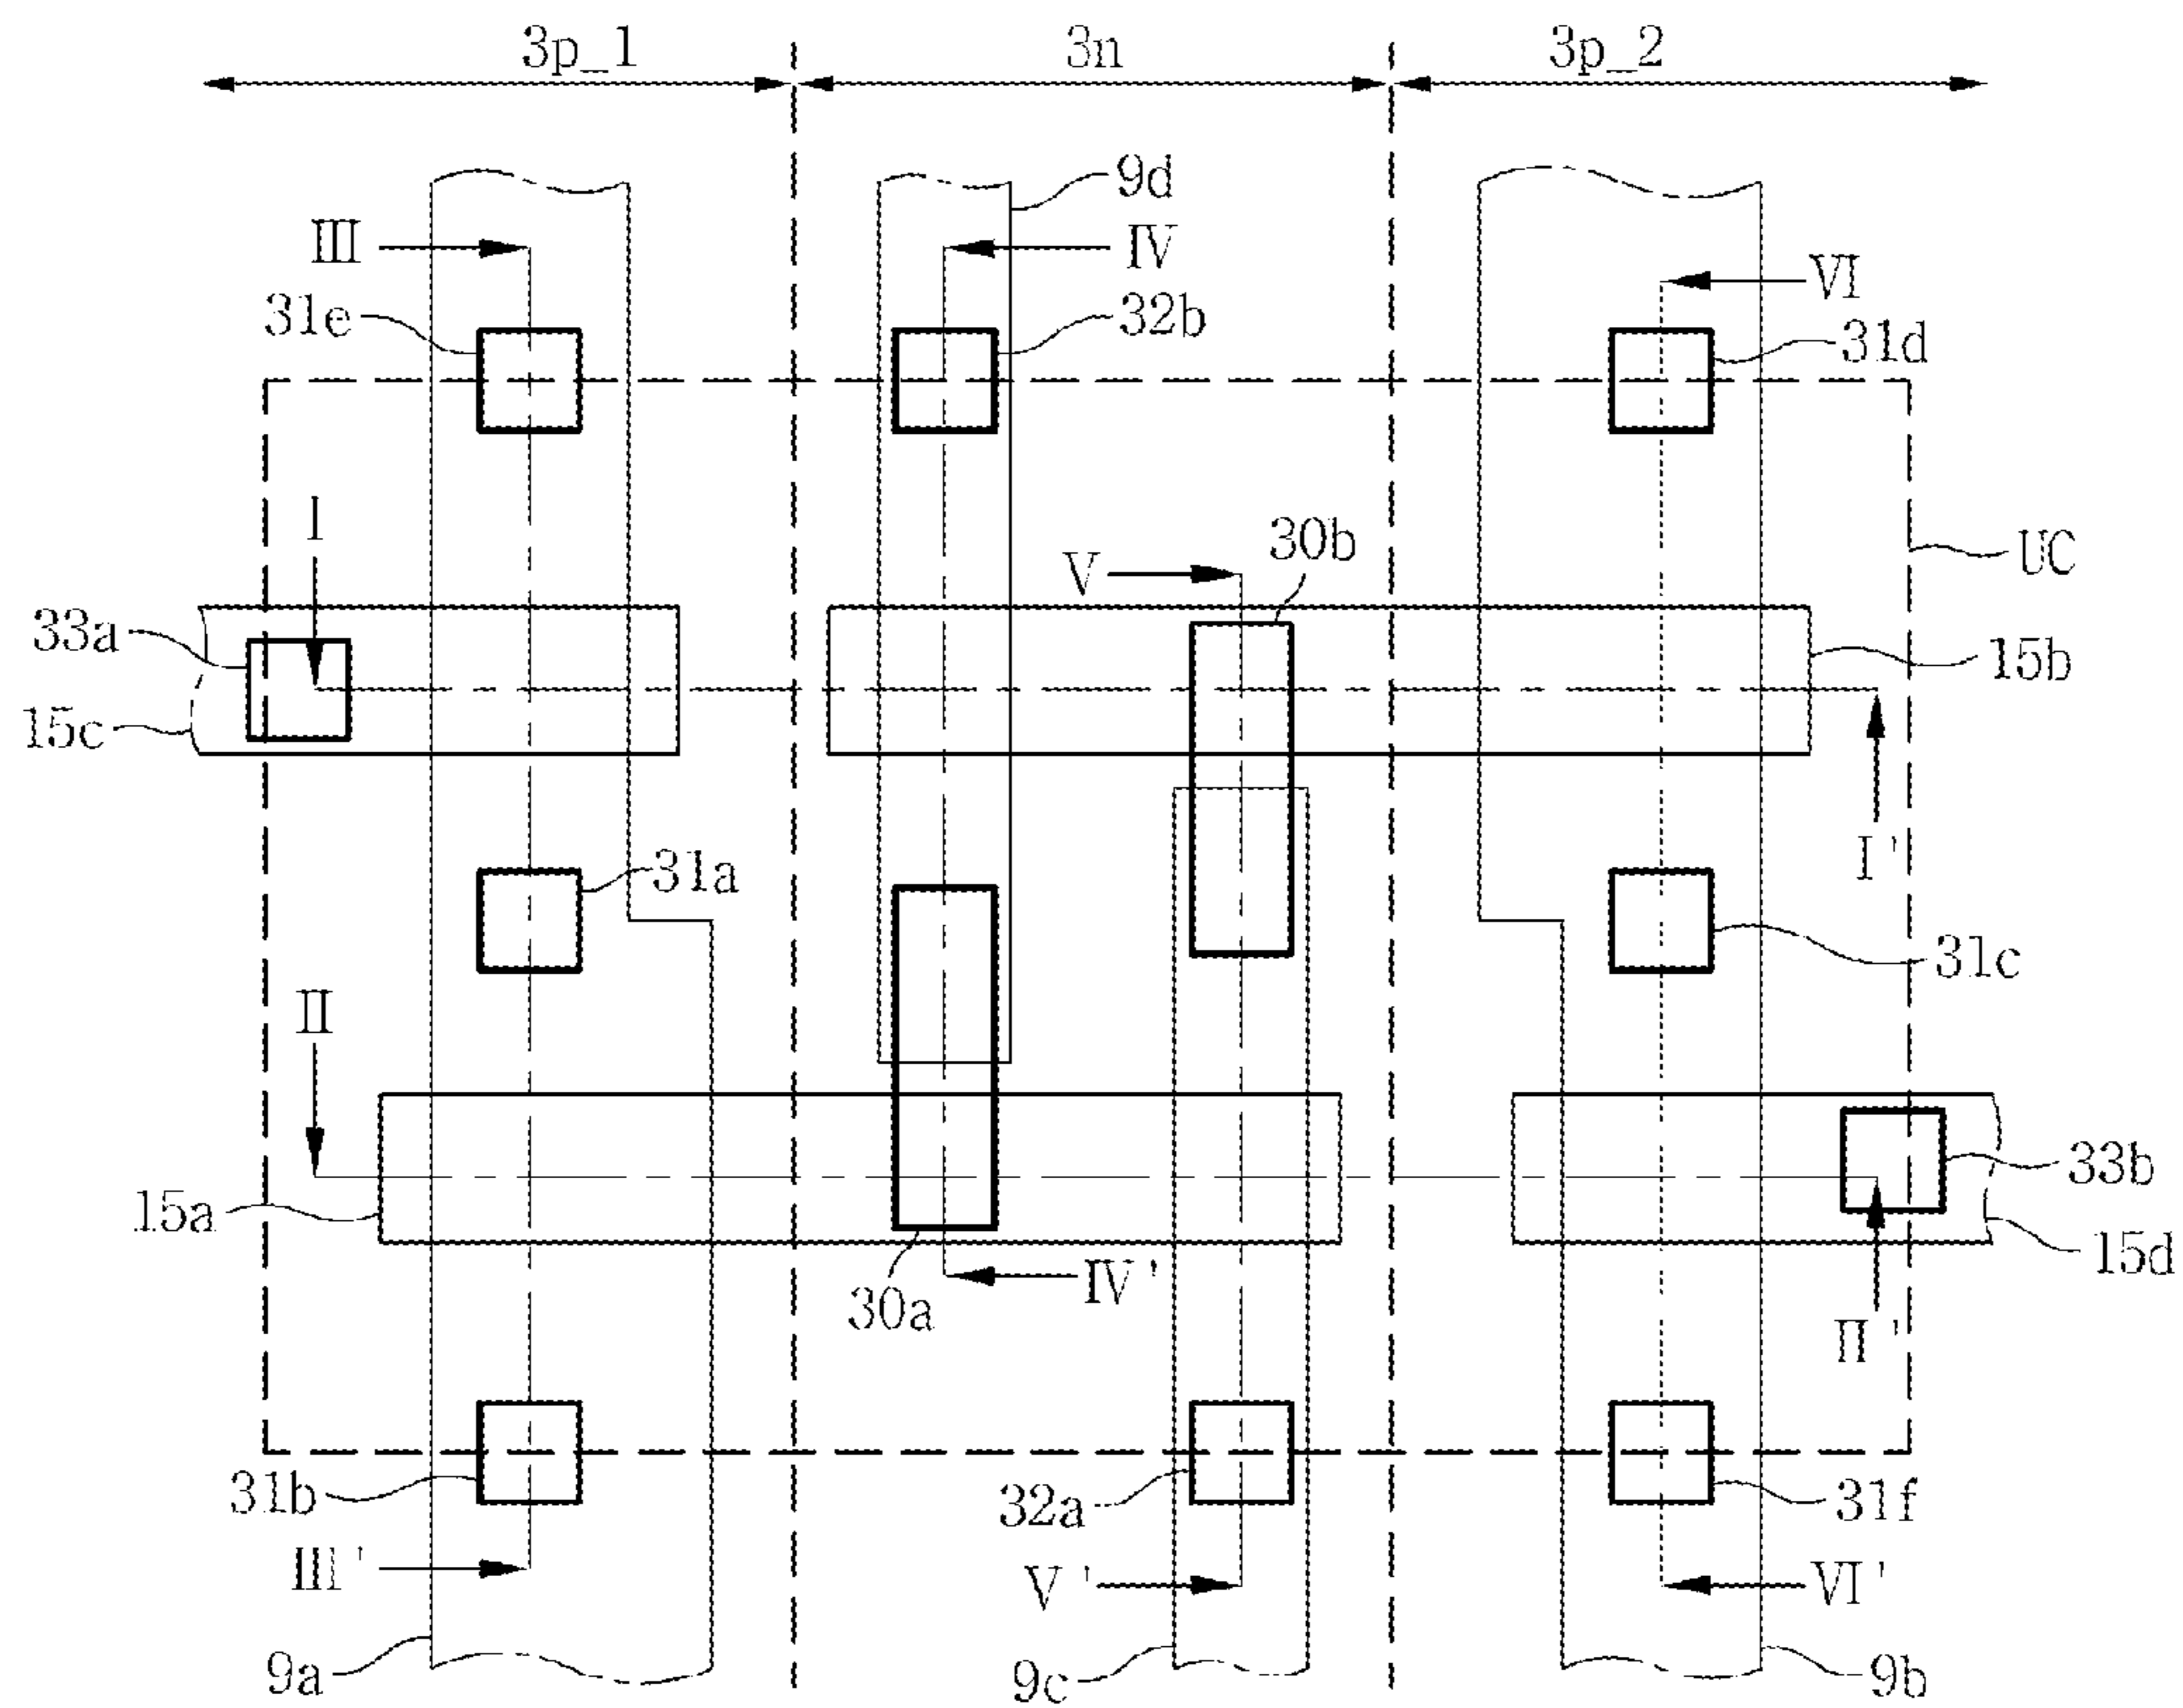 3p_1 3n 3p_2
9d
III IV VI
31e 32b 31d
I V 30b UC
33a 15b
15c
31a I'
31c
II
33b
15a 15d
30a IV' II'
31b 32a 31f
III' V' VI'
9a 9c 9b